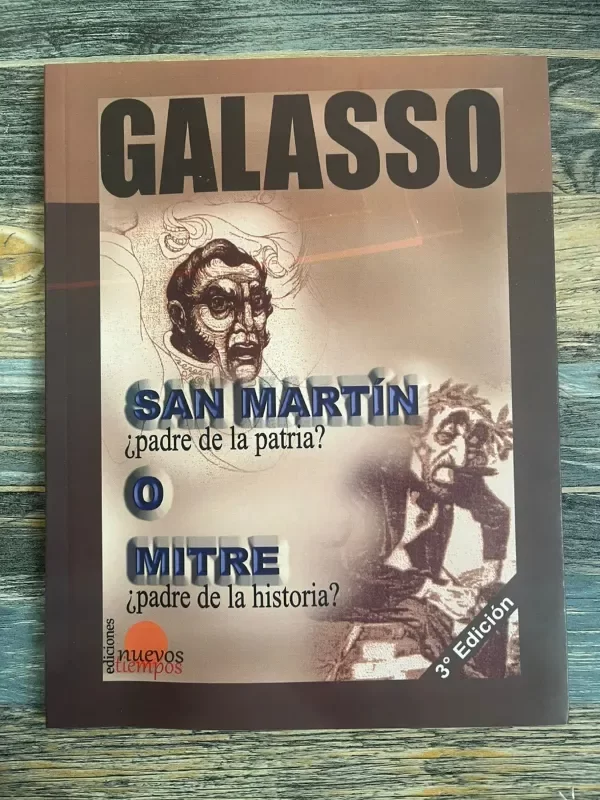 GALASSO
SAN MARTÍN
¿padre de la patria?
O
MITRE
¿padre de la historia?
ediciones
nuevos
tiempos
3° Edición